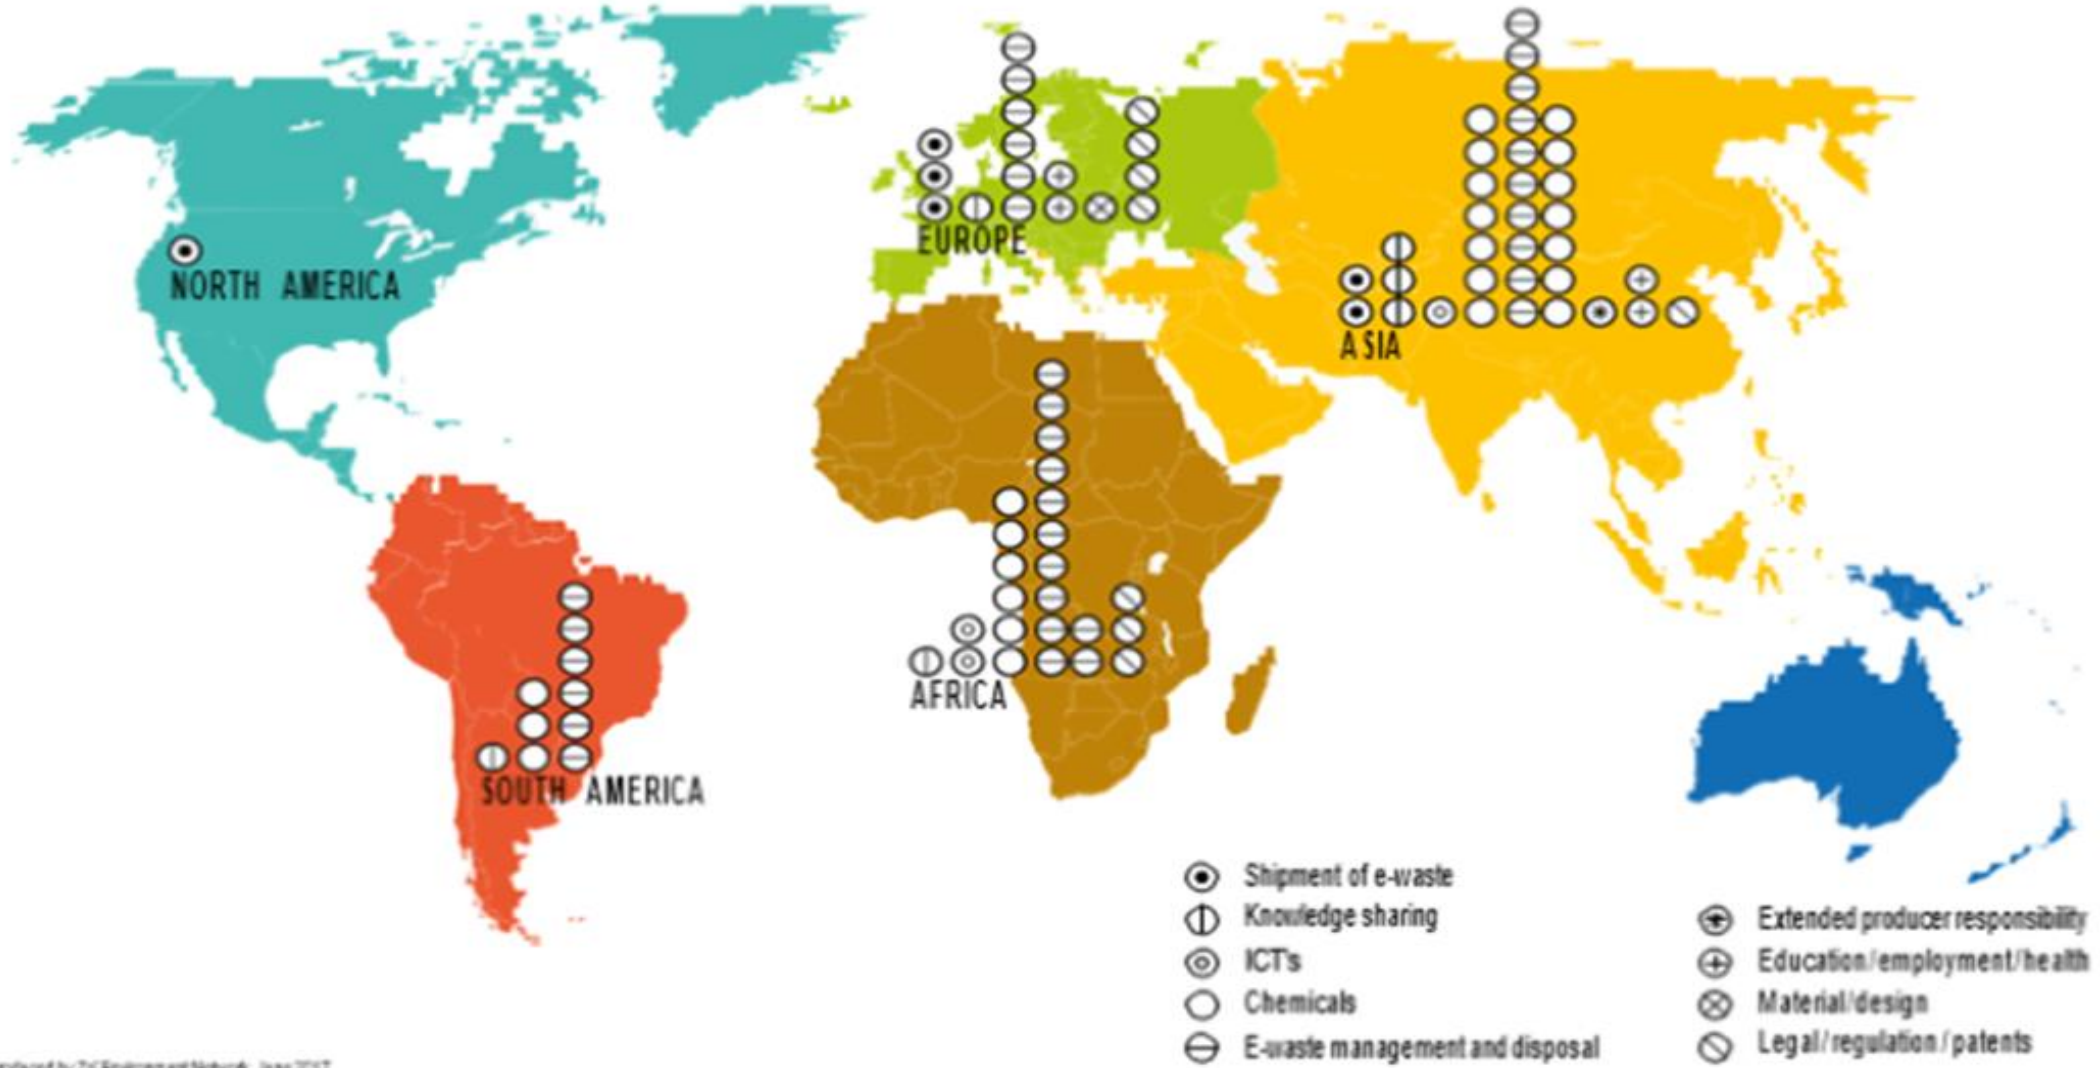 EUROPE
NORTH AMERICA
ASIA
AFRICA
SOUTH AMERICA
Shipment of e-waste
Knowledge sharing
ICT's
Chemicals
E-waste management and disposal
Extended producer responsibility
Education/employment/health
Material/design
Legal/regulation/patents